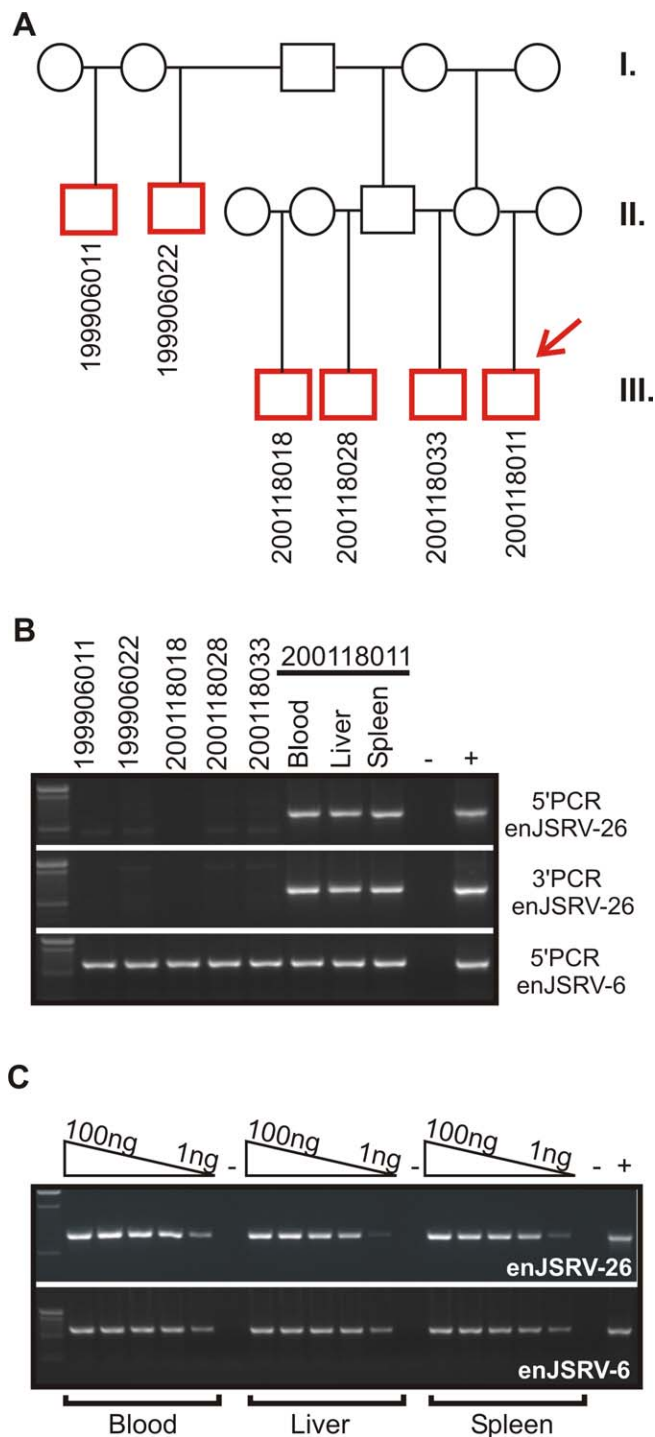 A
I.
II.
199906011
199906022
III.
200118018
200118028
200118033
200118011
B
199906011
199906022
200118018
200118028
200118033
200118011
Blood
Liver
Spleen
-
+
5'PCR
enJSRV-26
3'PCR
enJSRV-26
5'PCR
enJSRV-6
C
100ng 1ng - 100ng 1ng - 100ng 1ng - +
enJSRV-26
enJSRV-6
Blood Liver Spleen